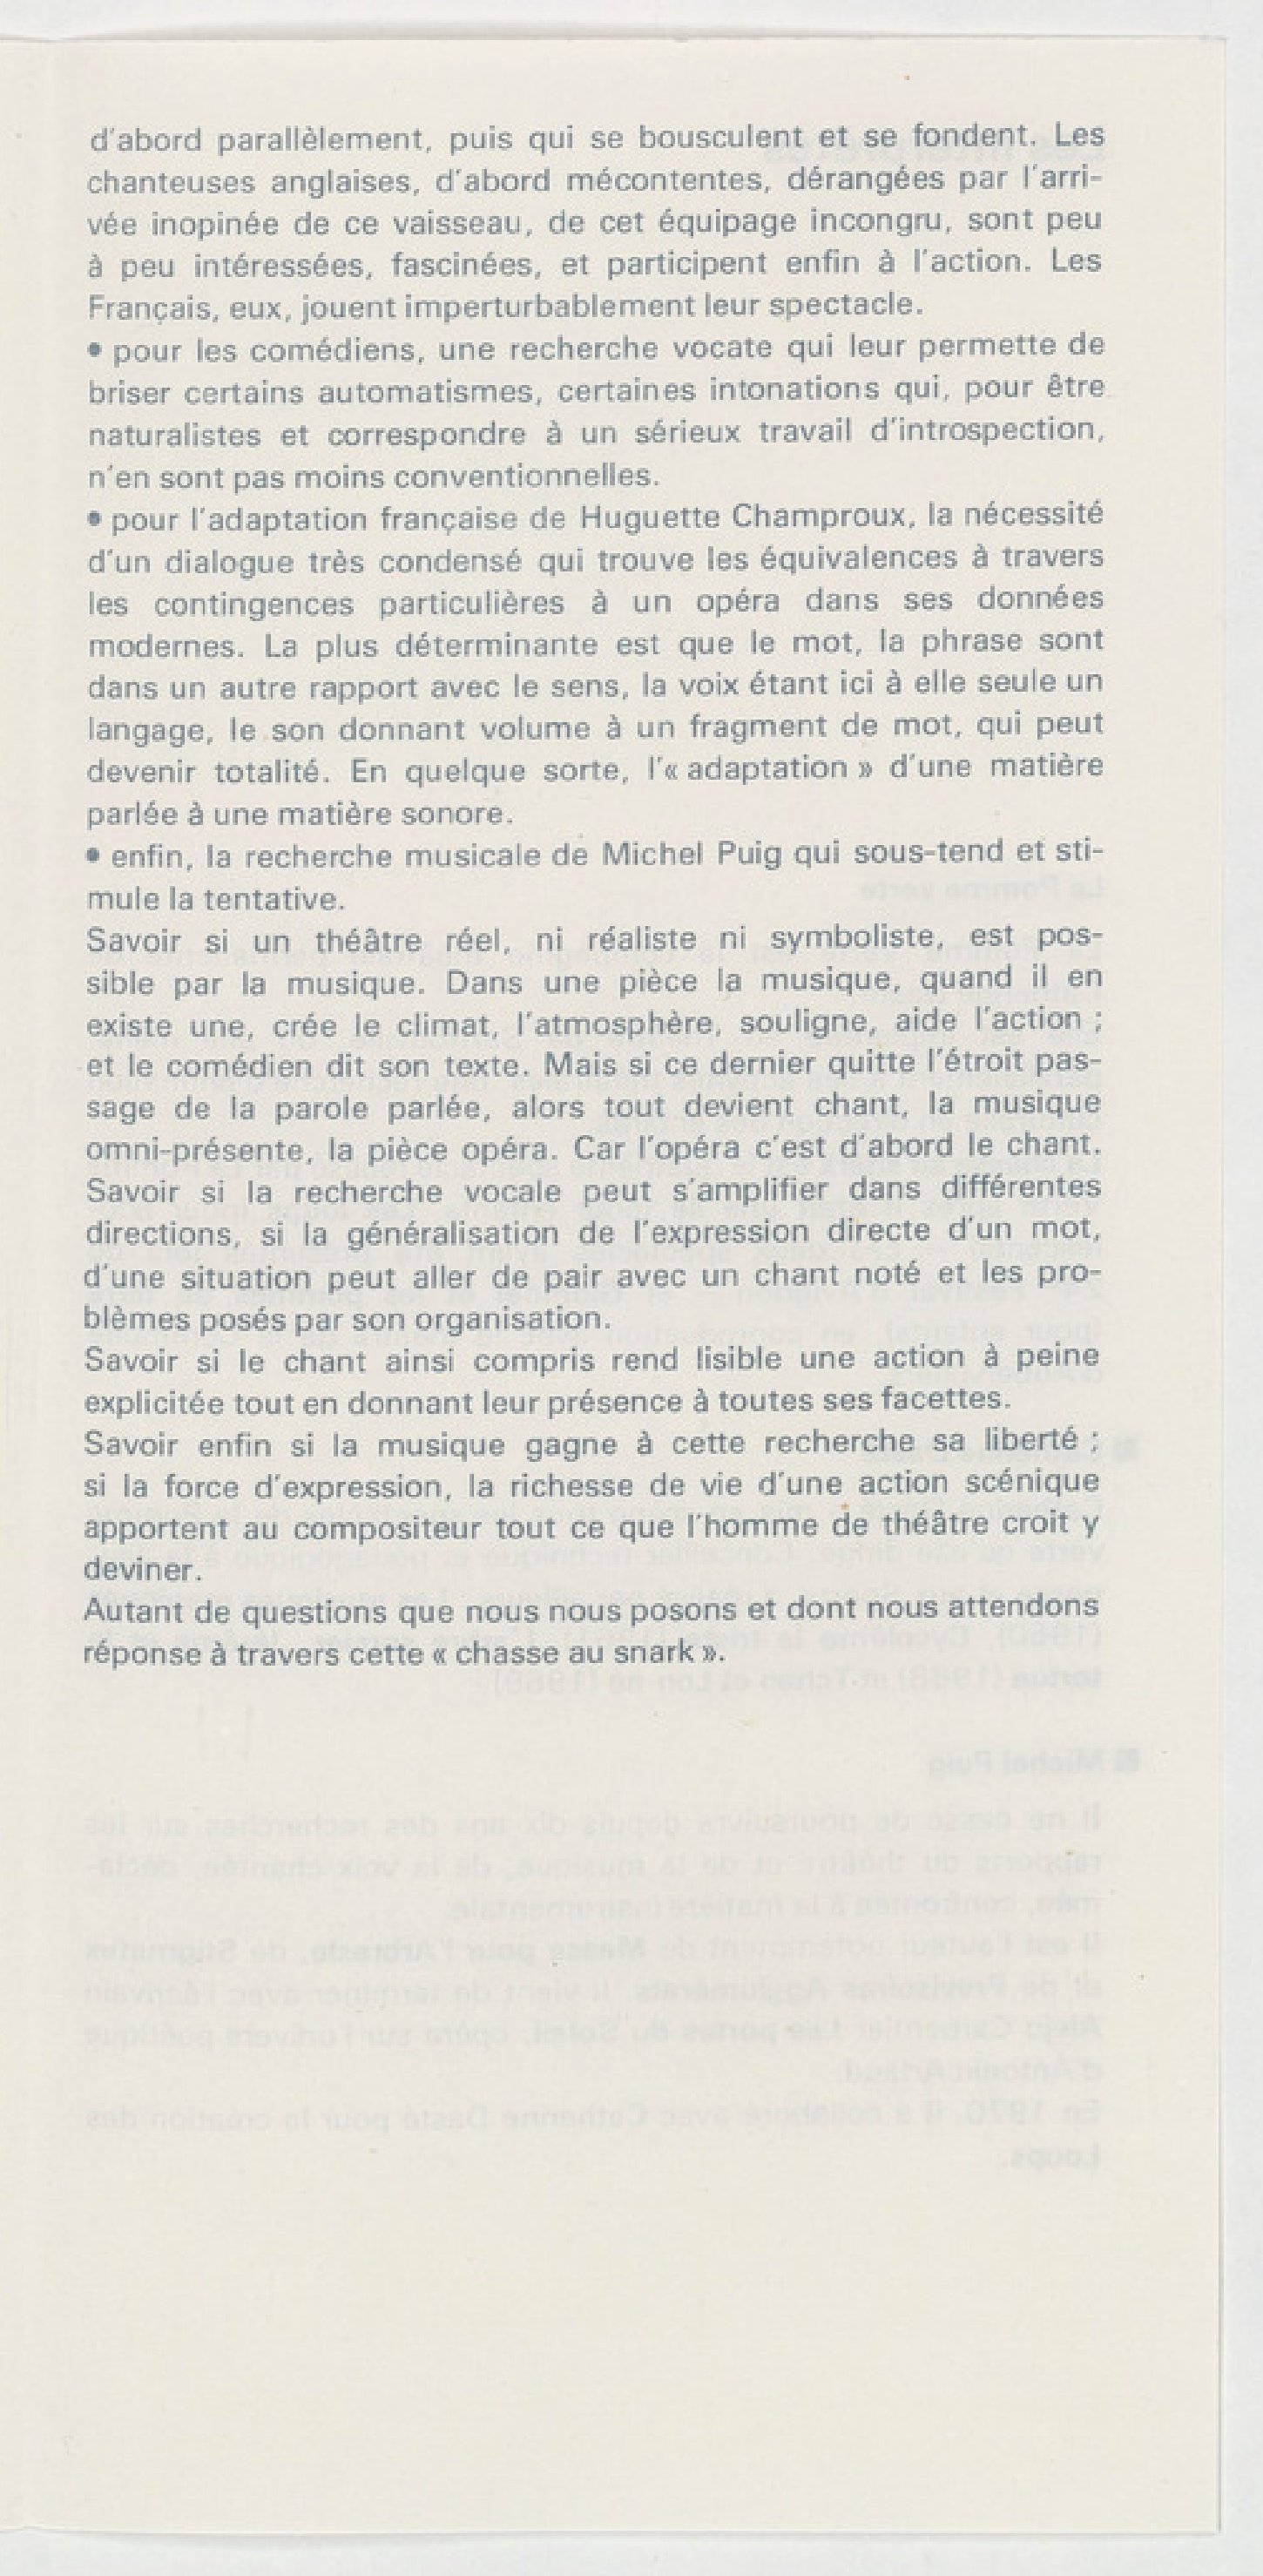 d'abord parallèlement, puis qui se bousculent et se fondent. Les
chanteuses anglaises, d'abord mécontentes, dérangées par l'arri-
vée inopinée de ce vaisseau, de cet équipage incongru, sont peu
à peu intéressées, fascinées, et participent enfin à l'action. Les
Français, eux, jouent imperturbablement leur spectacle.
• pour les comédiens, une recherche vocate qui leur permette de
briser certains automatismes, certaines intonations qui, pour être
naturalistes et correspondre à un sérieux travail d'introspection,
n'en sont pas moins conventionnelles.
• pour l'adaptation française de Huguette Champroux, la nécessité
d'un dialogue très condensé qui trouve les équivalences à travers
les contingences particulières à un opéra dans ses données
modernes. La plus déterminante est que le mot, la phrase sont
dans un autre rapport avec le sens, la voix étant ici à elle seule un
langage, le son donnant volume à un fragment de mot, qui peut
devenir totalité. En quelque sorte, l'« adaptation » d'une matière
parlée à une matière sonore.
• enfin, la recherche musicale de Michel Puig qui sous-tend et sti-
mule la tentative.
Savoir si un théâtre réel, ni réaliste ni symboliste, est pos-
sible par la musique. Dans une pièce la musique, quand il en
existe une, crée le climat, l'atmosphère, souligne, aide l'action ;
et le comédien dit son texte. Mais si ce dernier quitte l'étroit pas-
sage de la parole parlée, alors tout devient chant, la musique
omni-présente, la pièce opéra. Car l'opéra c'est d'abord le chant.
Savoir si la recherche vocale peut s'amplifier dans différentes
directions, si la généralisation de l'expression directe d'un mot,
d'une situation peut aller de pair avec un chant noté et les pro-
blèmes posés par son organisation.
Savoir si le chant ainsi compris rend lisible une action à peine
explicitée tout en donnant leur présence à toutes ses facettes.
Savoir enfin si la musique gagne à cette recherche sa liberté ;
si la force d'expression, la richesse de vie d'une action scénique
apportent au compositeur tout ce que l'homme de théâtre croit y
deviner.
Autant de questions que nous nous posons et dont nous attendons
réponse à travers cette « chasse au snark ».